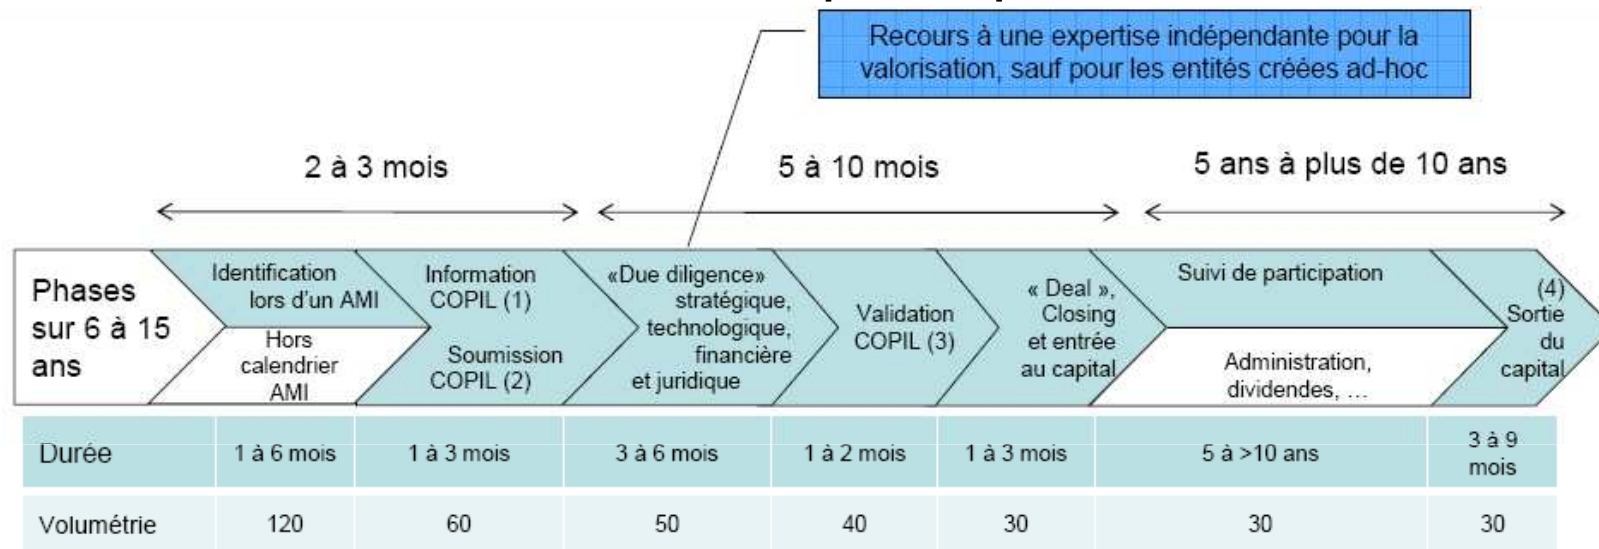 Recours à une expertise indépendante pour la
valorisation, sauf pour les entités créées ad-hoc
2 à 3 mois
5 à 10 mois
5 ans à plus de 10 ans
Phases
sur 6 à 15
ans
Identification
lors d'un AMI
Hors
calendrier
AMI
Information
COPIL (1)
Soumission
COPIL (2)
«Due diligence»
stratégique,
technologique,
financière
et juridique
Validation
COPIL (3)
« Deal »,
Closing
et entrée
au capital
Suivi de participation
Administration,
dividendes, …
(4)
Sortie
du
capital
Durée
1 à 6 mois
1 à 3 mois
3 à 6 mois
1 à 2 mois
1 à 3 mois
5 à >10 ans
3 à 9
mois
Volumétrie
120
60
50
40
30
30
30